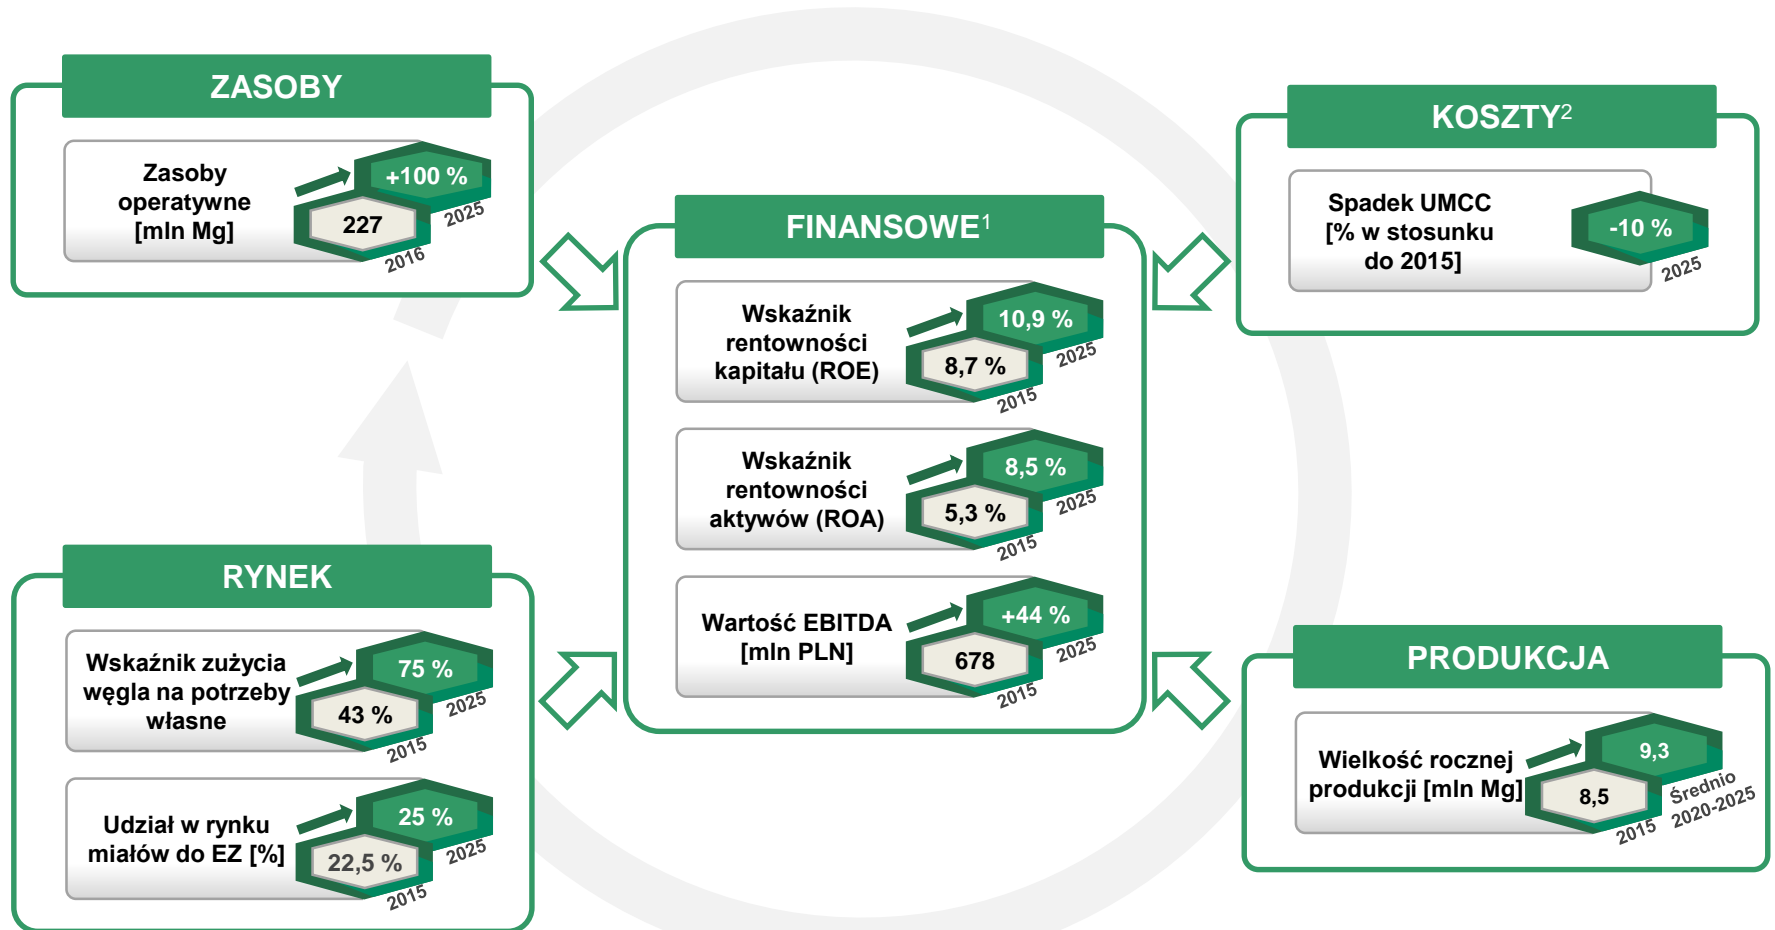 ZASOBY
Zasoby
operatywne
[mln Mg]
+100 %
2025
227
2016
RYNEK
Wskaźnik zużycia
węgla na potrzeby
własne
75 %
2025
43 %
2015
Udział w rynku
miałów do EZ [%]
25 %
2025
22,5 %
2015
FINANSOWE1
Wskaźnik
rentowności
kapitału (ROE)
10,9 %
2025
8,7 %
2015
Wskaźnik
rentowności
aktywów (ROA)
8,5 %
2025
5,3 %
2015
Wartość EBITDA
[mln PLN]
+44 %
2025
678
2015
KOSZTY2
Spadek UMCC
[% w stosunku
do 2015]
-10 %
2025
PRODUKCJA
Wielkość rocznej
produkcji [mln Mg]
9,3
Średnio
2020-2025
8,5
2015